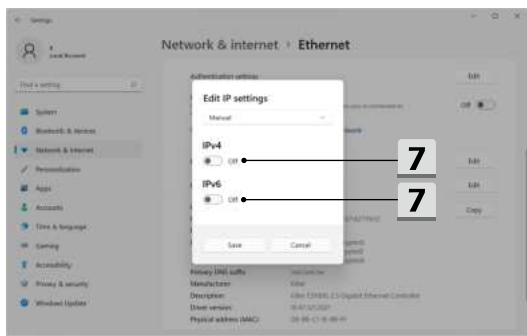 Settings
Network & internet › Ethernet
Local Account
Find a setting
Authentication settings
Edit
Edit IP settings
Manual
Off
System
Bluetooth & devices
IPv4
Network & internet
Off
7
Edit
Personalization
IPv6
Apps
Off
7
Edit
Accounts
Copy
Time & language
Gaming
Save
Cancel
Accessibility
Primary DNS suffix:
Privacy & security
Manufacturer:
Description:
Windows Update
Driver version:
Physical address (MAC):